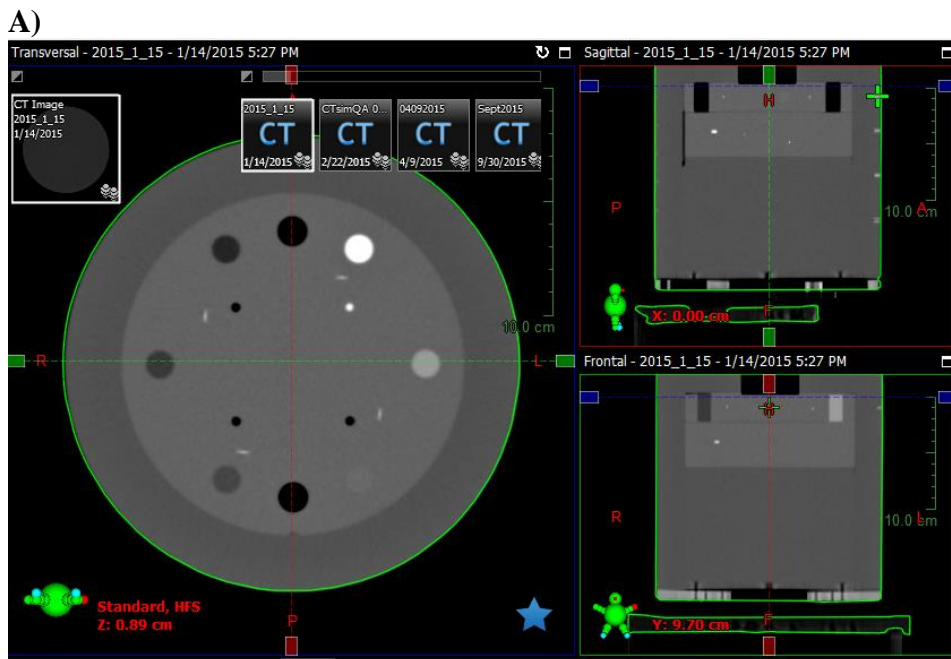 A)
Transversal - 2015_1_15 - 1/14/2015 5:27 PM
CT Image
2015_1_15
1/14/2015
2015_1_15
CT
1/14/2015
CTsimQA 0...
CT
2/22/2015
04092015
CT
4/9/2015
Sept2015
CT
9/30/2015
10.0 cm
R
L
P
Standard, HFS
Z: 0.89 cm
Sagittal - 2015_1_15 - 1/14/2015 5:27 PM
H
P
A
10.0 cm
F
X: 0.00 cm
Frontal - 2015_1_15 - 1/14/2015 5:27 PM
H
R
L
10.0 cm
F
Y: 9.70 cm